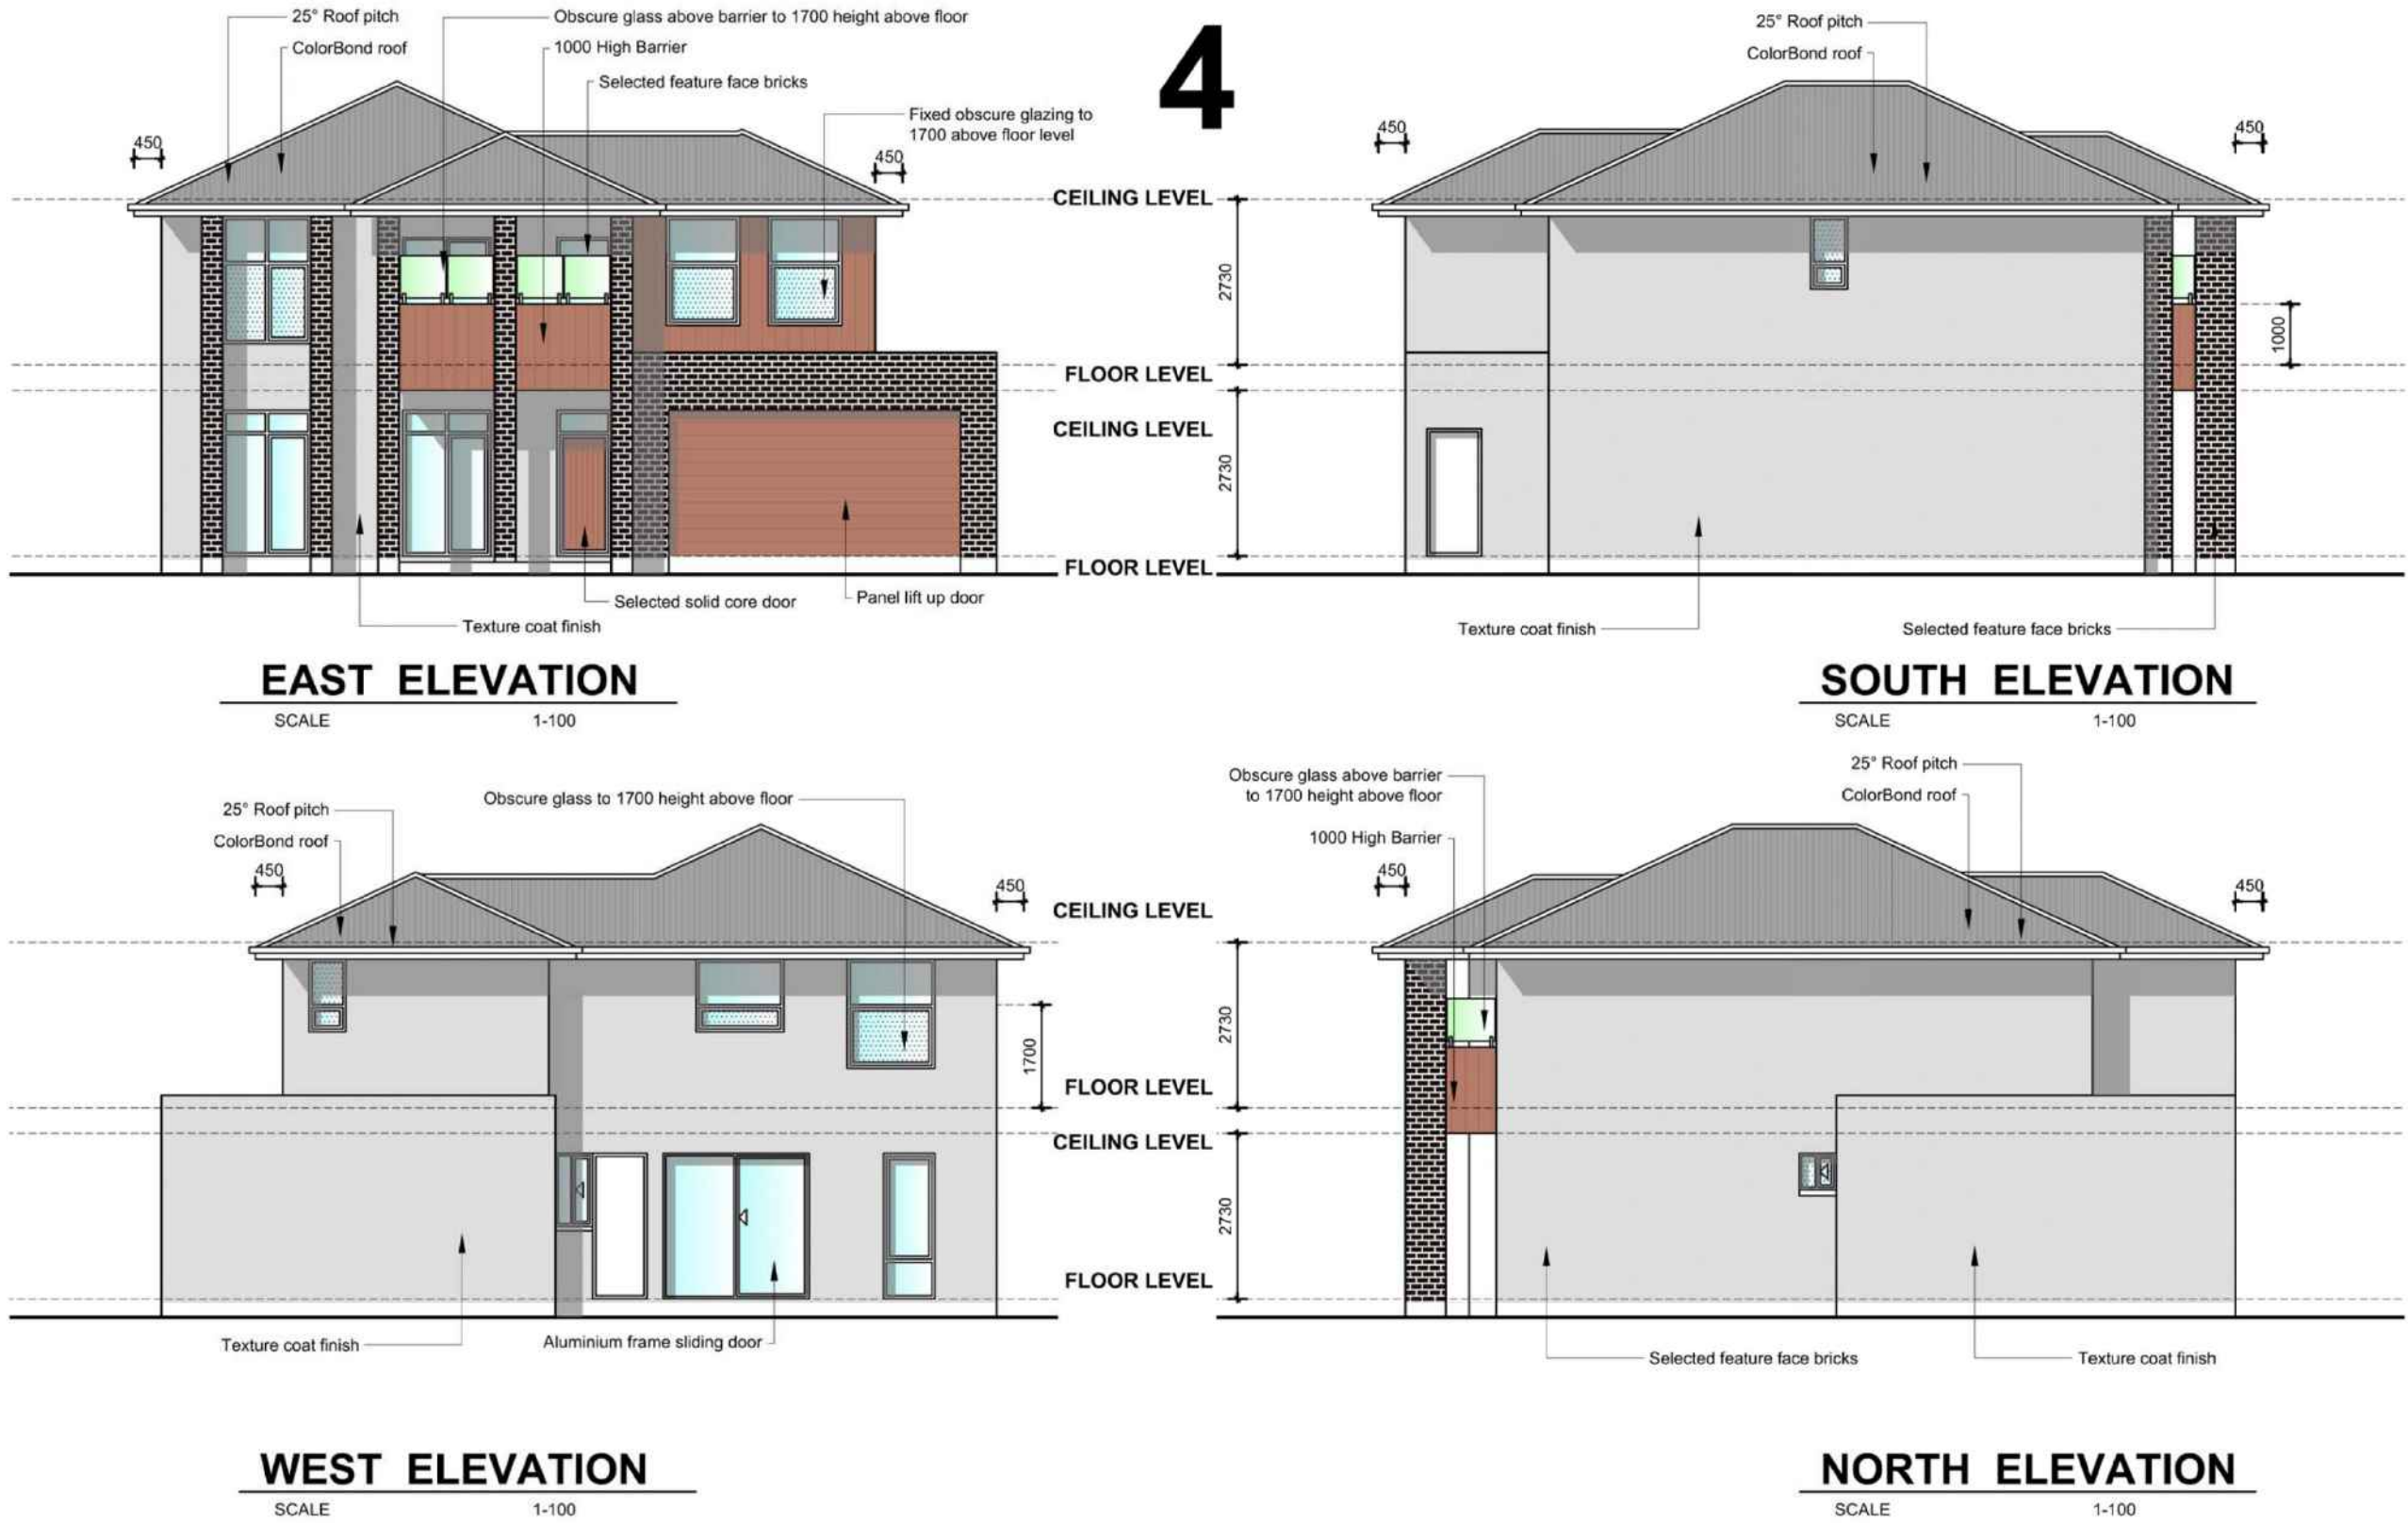 4
25° Roof pitch
ColorBond roof
Obscure glass above barrier to 1700 height above floor
1000 High Barrier
Selected feature face bricks
Fixed obscure glazing to
1700 above floor level
450
450
CEILING LEVEL
2730
FLOOR LEVEL
CEILING LEVEL
2730
FLOOR LEVEL
Selected solid core door
Panel lift up door
Texture coat finish
EAST ELEVATION
SCALE 1-100
25° Roof pitch
ColorBond roof
450
450
1000
Texture coat finish
Selected feature face bricks
SOUTH ELEVATION
SCALE 1-100
Obscure glass to 1700 height above floor
25° Roof pitch
ColorBond roof
450
450
CEILING LEVEL
1700
FLOOR LEVEL
CEILING LEVEL
FLOOR LEVEL
Texture coat finish
Aluminium frame sliding door
WEST ELEVATION
SCALE 1-100
Obscure glass above barrier
to 1700 height above floor
1000 High Barrier
25° Roof pitch
ColorBond roof
450
450
2730
2730
Selected feature face bricks
Texture coat finish
NORTH ELEVATION
SCALE 1-100